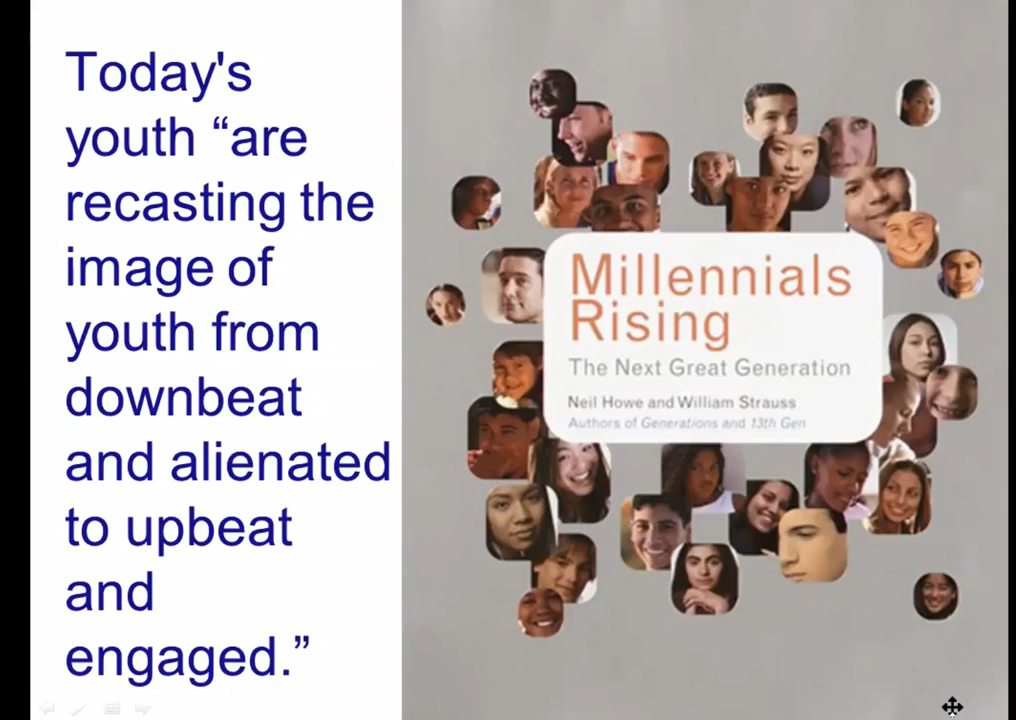 Today's
youth “are
recasting the
image of
youth from
downbeat
and alienated
to upbeat
and
engaged.”
Millennials
Rising
The Next Great Generation
Neil Howe and William Strauss
Authors of Generations and 13th Gen